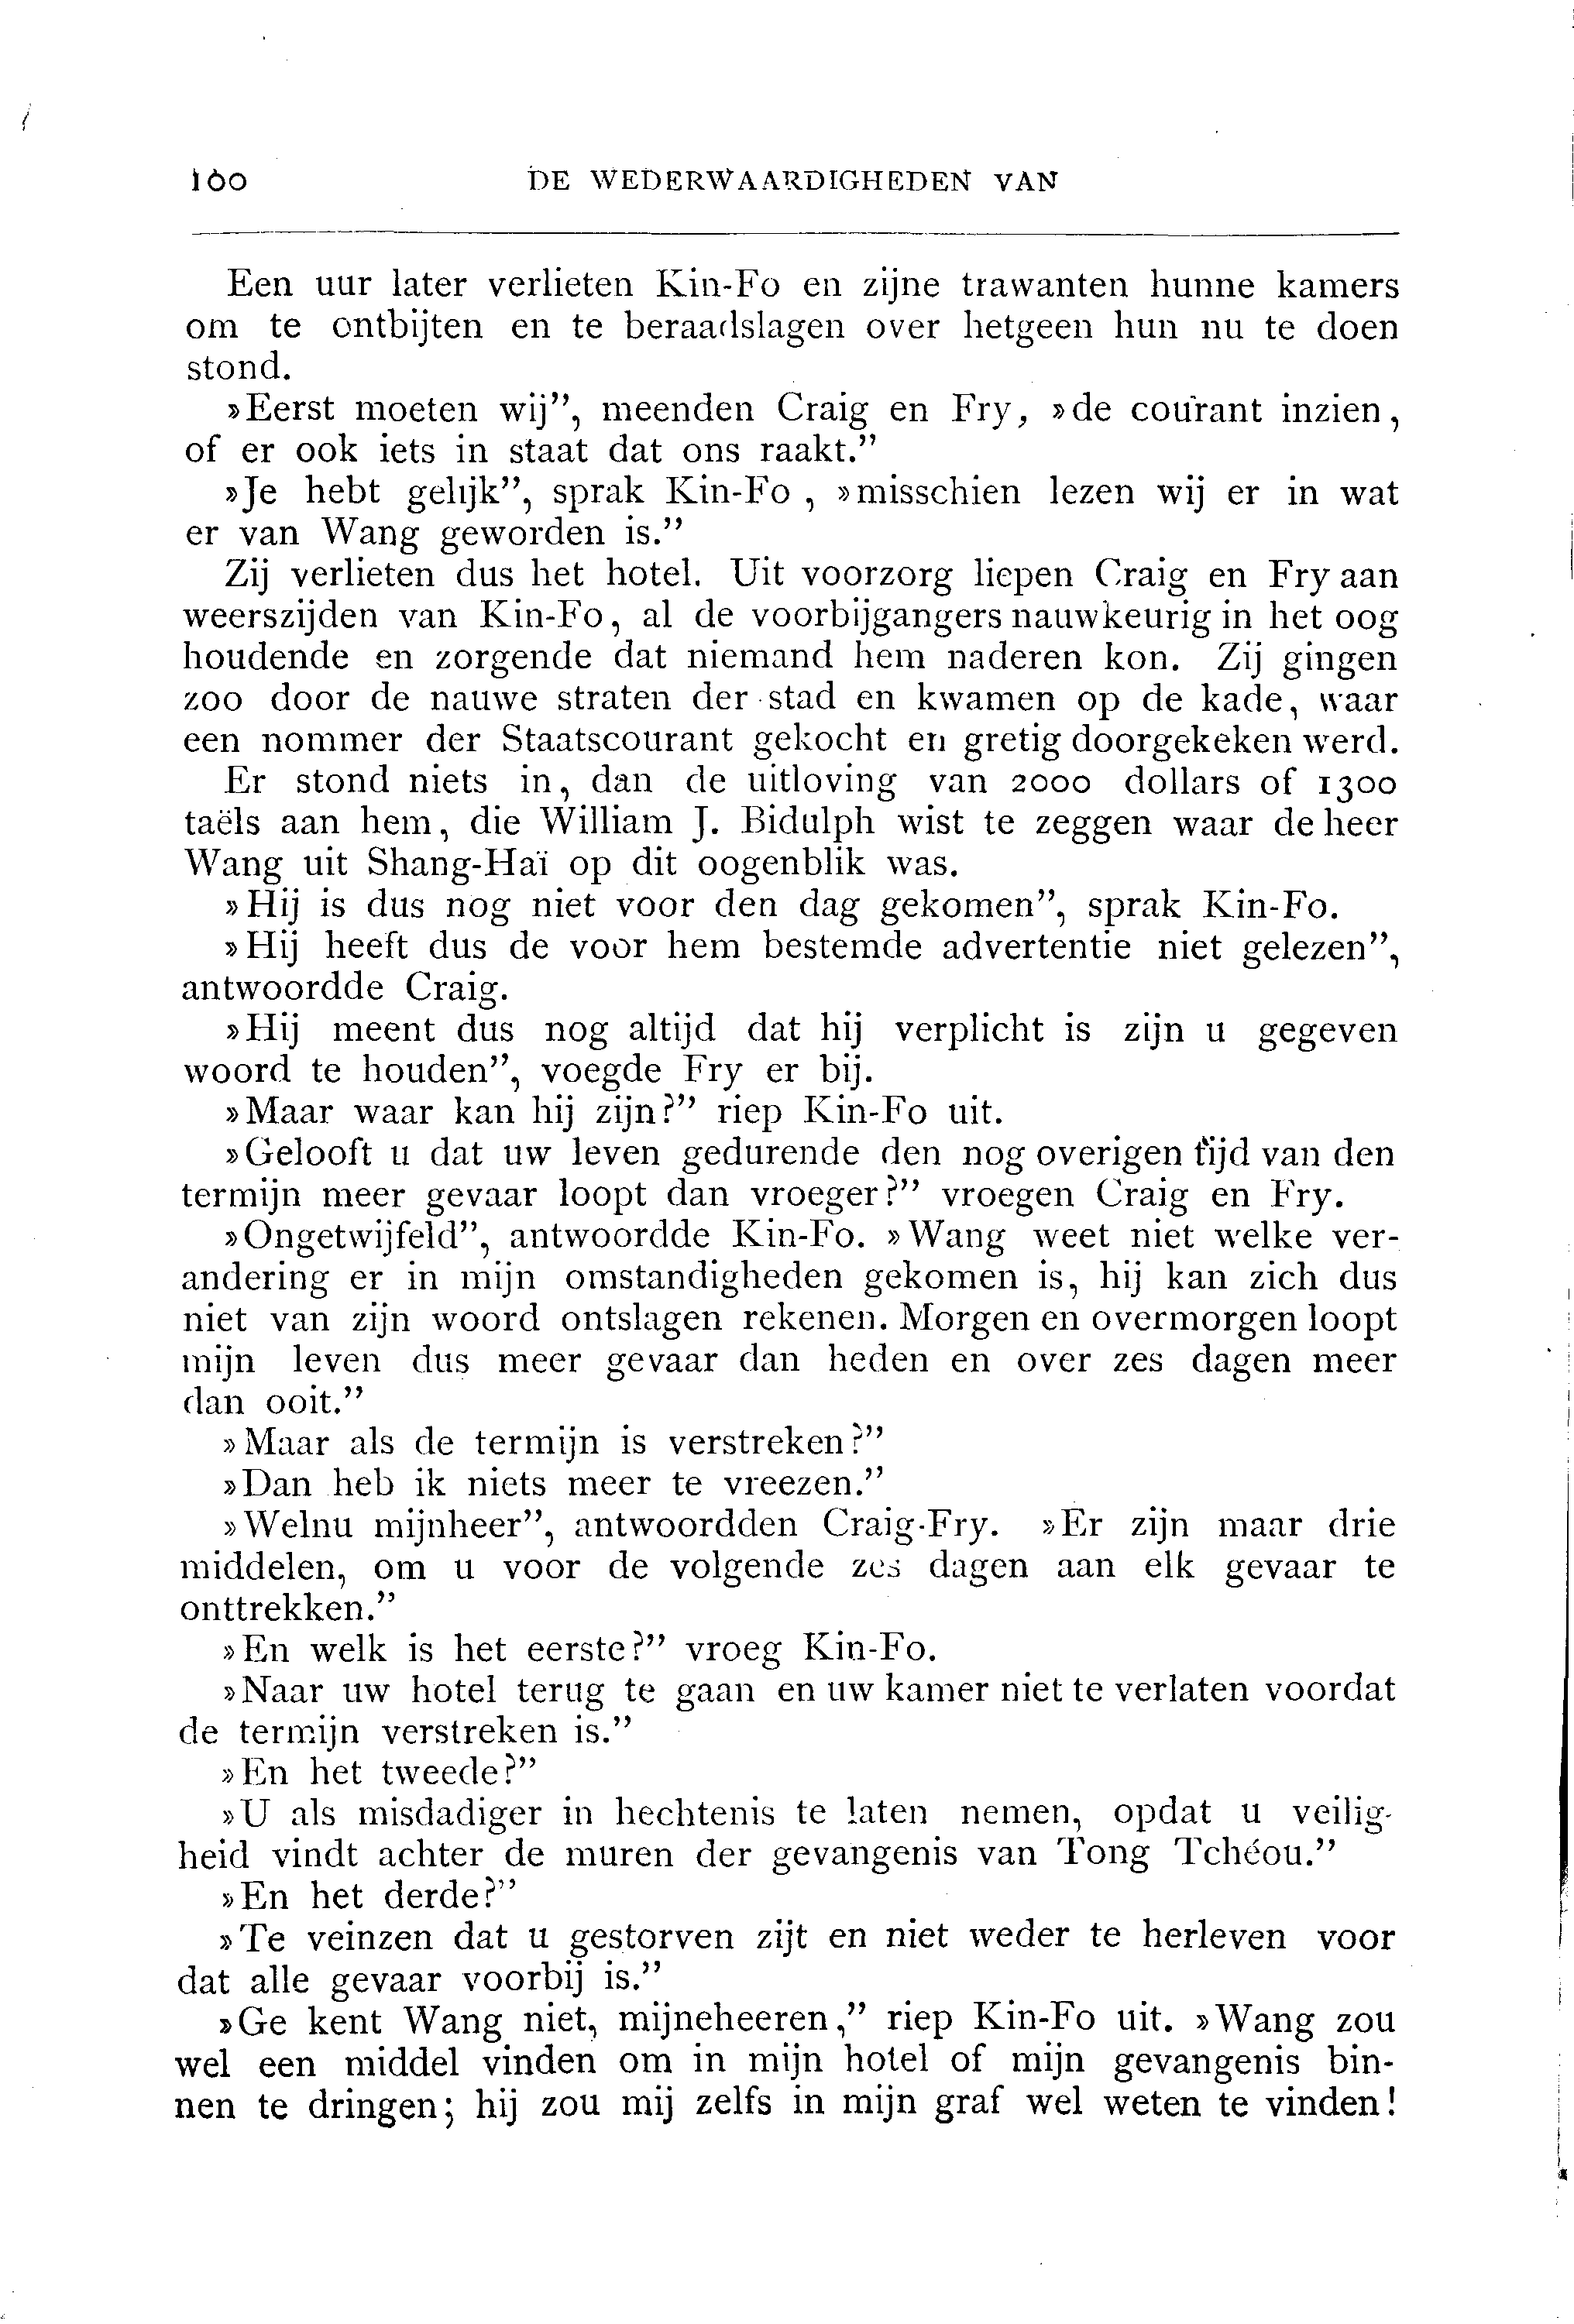 160 DE WEDERWAARDIGHEDEN VAN
Een uur later verlieten Kin-Fo en zijne trawanten hunne kamers
om te ontbijten en te beraadslagen over hetgeen hun nu te doen
stond.
»Eerst moeten wij”, meenden Craig en Fry, »de courant inzien,
of er ook iets in staat dat ons raakt.”
»Je hebt gelijk”, sprak Kin-Fo, »misschien lezen wij er in wat
er van Wang geworden is.”
Zij verlieten dus het hotel. Uit voorzorg liepen Craig en Fry aan
weerszijden van Kin-Fo, al de voorbijgangers nauwkeurig in het oog
houdende en zorgende dat niemand hem naderen kon. Zij gingen
zoo door de nauwe straten der stad en kwamen op de kade, waar
een nommer der Staatscourant gekocht en gretig doorgekeken werd.
Er stond niets in, dan de uitloving van 2000 dollars of 1300
taëls aan hem, die William J. Bidulph wist te zeggen waar de heer
Wang uit Shang-Haï op dit oogenblik was.
»Hij is dus nog niet voor den dag gekomen”, sprak Kin-Fo.
»Hij heeft dus de voor hem bestemde advertentie niet gelezen”,
antwoordde Craig.
»Hij meent dus nog altijd dat hij verplicht is zijn u gegeven
woord te houden”, voegde Fry er bij.
»Maar waar kan hij zijn?” riep Kin-Fo uit.
»Gelooft u dat uw leven gedurende den nog overigen tijd van den
termijn meer gevaar loopt dan vroeger?” vroegen Craig en Fry.
»Ongetwijfeld”, antwoordde Kin-Fo. »Wang weet niet welke ver-
andering er in mijn omstandigheden gekomen is, hij kan zich dus
niet van zijn woord ontslagen rekenen. Morgen en overmorgen loopt
mijn leven dus meer gevaar dan heden en over zes dagen meer
dan ooit.”
»Maar als de termijn is verstreken?”
»Dan heb ik niets meer te vreezen.”
»Welnu mijnheer”, antwoordden Craig-Fry. »Er zijn maar drie
middelen, om u voor de volgende zes dagen aan elk gevaar te
onttrekken.”
»En welk is het eerste?” vroeg Kin-Fo.
»Naar uw hotel terug te gaan en uw kamer niet te verlaten voordat
de termijn verstreken is.”
»En het tweede?”
»U als misdadiger in hechtenis te laten nemen, opdat u veilig-
heid vindt achter de muren der gevangenis van Tong Tchéou.”
»En het derde?”
»Te veinzen dat u gestorven zijt en niet weder te herleven voor
dat alle gevaar voorbij is.”
»Ge kent Wang niet, mijneheeren,” riep Kin-Fo uit. »Wang zou
wel een middel vinden om in mijn hotel of mijn gevangenis bin-
nen te dringen; hij zou mij zelfs in mijn graf wel weten te vinden!